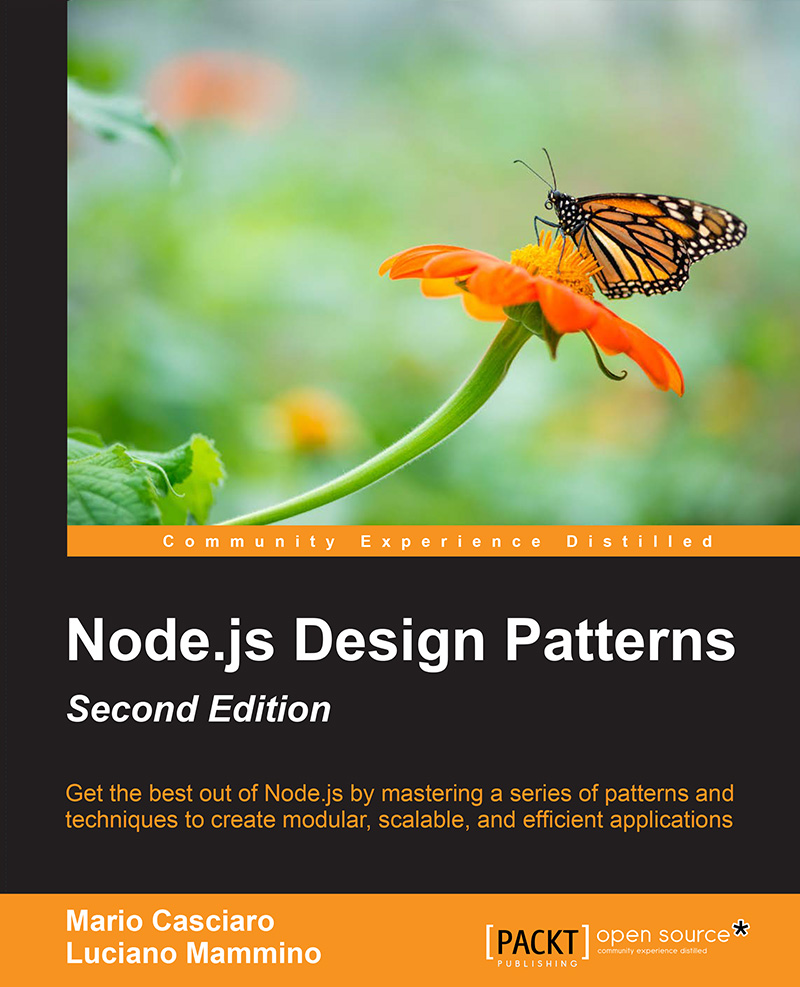 Community Experience Distilled
Node.js Design Patterns
Second Edition
Get the best out of Node.js by mastering a series of patterns and
techniques to create modular, scalable, and efficient applications
Mario Casciaro
Luciano Mammino
[PACKT] open source*
PUBLISHING community experience distilled